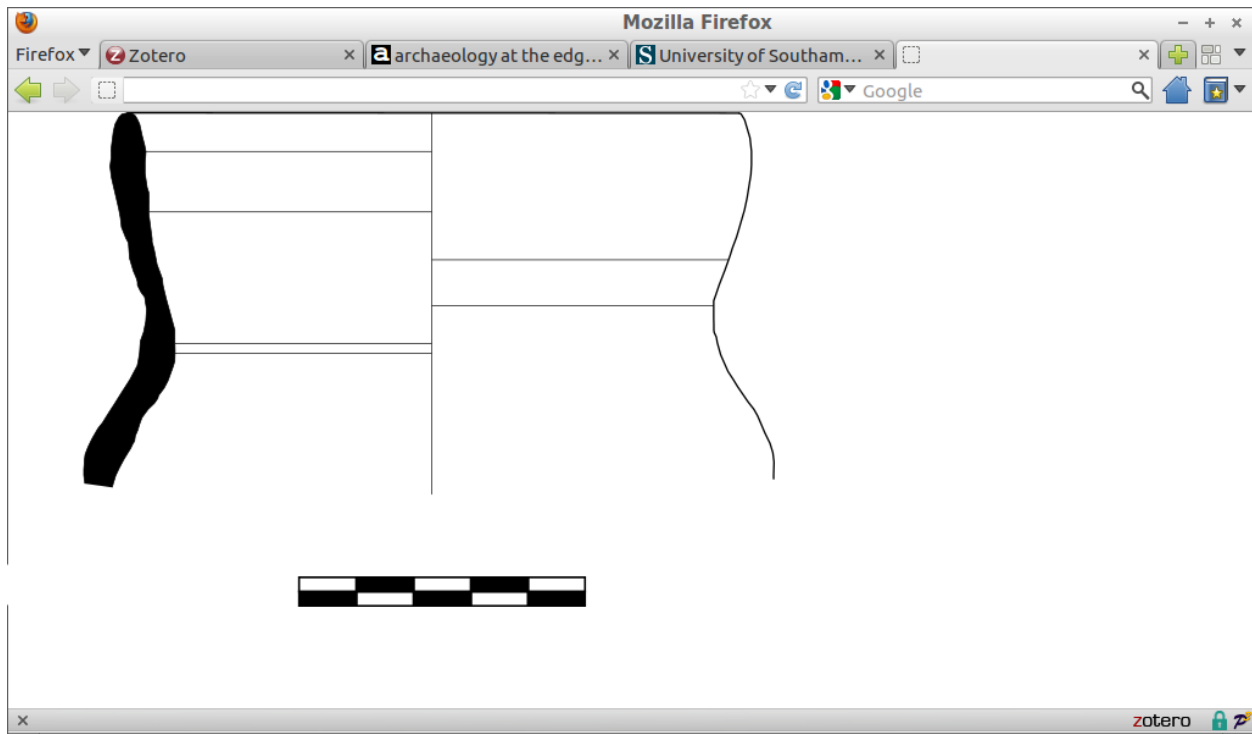 Mozilla Firefox
Firefox Zotero archaeology at the edg... University of Southam...
Google
zotero